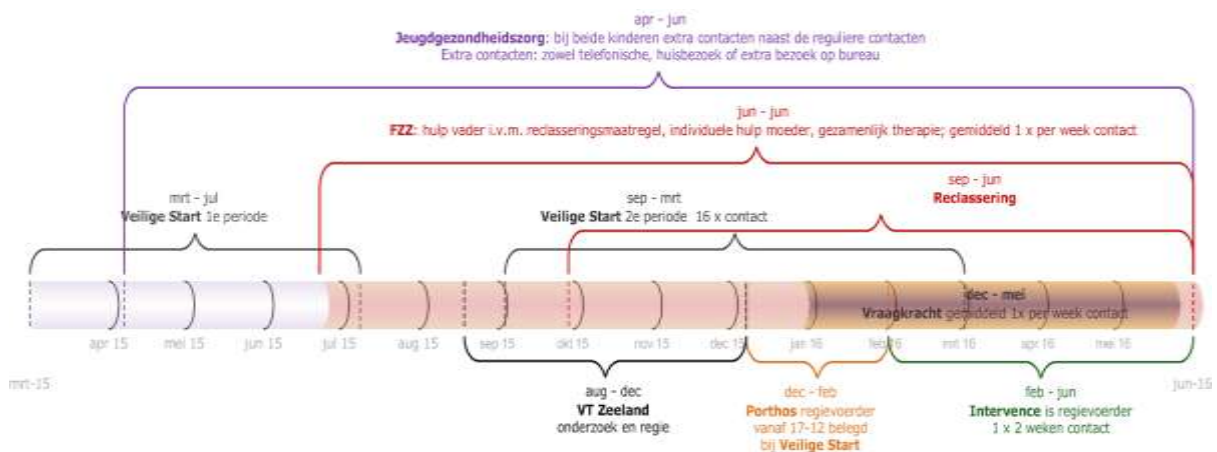 apr - jun
Jeugdgezondheidszorg: bij beide kinderen extra contacten naast de reguliere contacten
Extra contacten: zowel telefonische, huisbezoek of extra bezoek op bureau
jun - jun
FZZ: hulp vader i.v.m. reclasseringsmaatregel, individuele hulp moeder, gezamenlijk therapie; gemiddeld 1 x per week contact
sep - jun
Reclassering
mrt - jul
Veilige Start 1e periode
sep - mrt
Veilige Start 2e periode 16 x contact
dec - mei
Vraagkracht gemiddeld 1x per week contact
apr 15 mei 15 jun 15 jul 15 aug 15 sep 15 okt 15 nov 15 dec 15 jan 16 feb 16 mrt 16 apr 16 mei 16
mrt-15
jun-16
aug - dec
VT Zeeland
onderzoek en regie
dec - feb
Porthos regievoerder
vanaf 17-12 belegd
bij Veilige Start
feb - jun
Intervence is regievoerder
1 x 2 weken contact